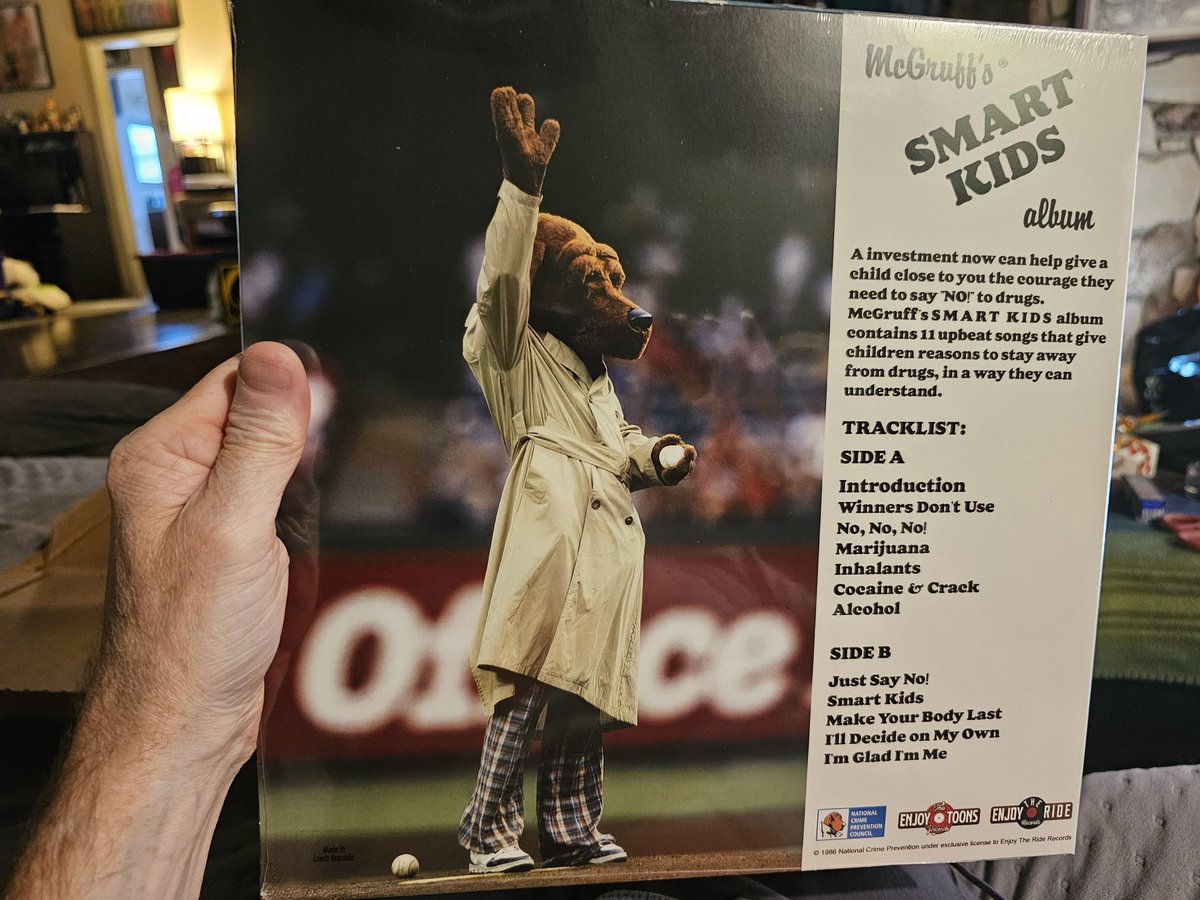 McGruff's®
SMART
KIDS
album
A investment now can help give a
child close to you the courage they
need to say "NO!" to drugs.
McGruff's SMART KIDS album
contains 11 upbeat songs that give
children reasons to stay away
from drugs, in a way they can
understand.
TRACKLIST:
SIDE A
Introduction
Winners Don't Use
No, No, No!
Marijuana
Inhalants
Cocaine & Crack
Alcohol
SIDE B
Just Say No!
Smart Kids
Make Your Body Last
I'll Decide on My Own
I'm Glad I'm Me
NATIONAL
CRIME
PREVENTION
COUNCIL
The
ENJOY TOONS
Records
THE
ENJOY RIDE
Records
© 1986 National Crime Prevention under exclusive license to Enjoy The Ride Records
Made in
Czech Republic